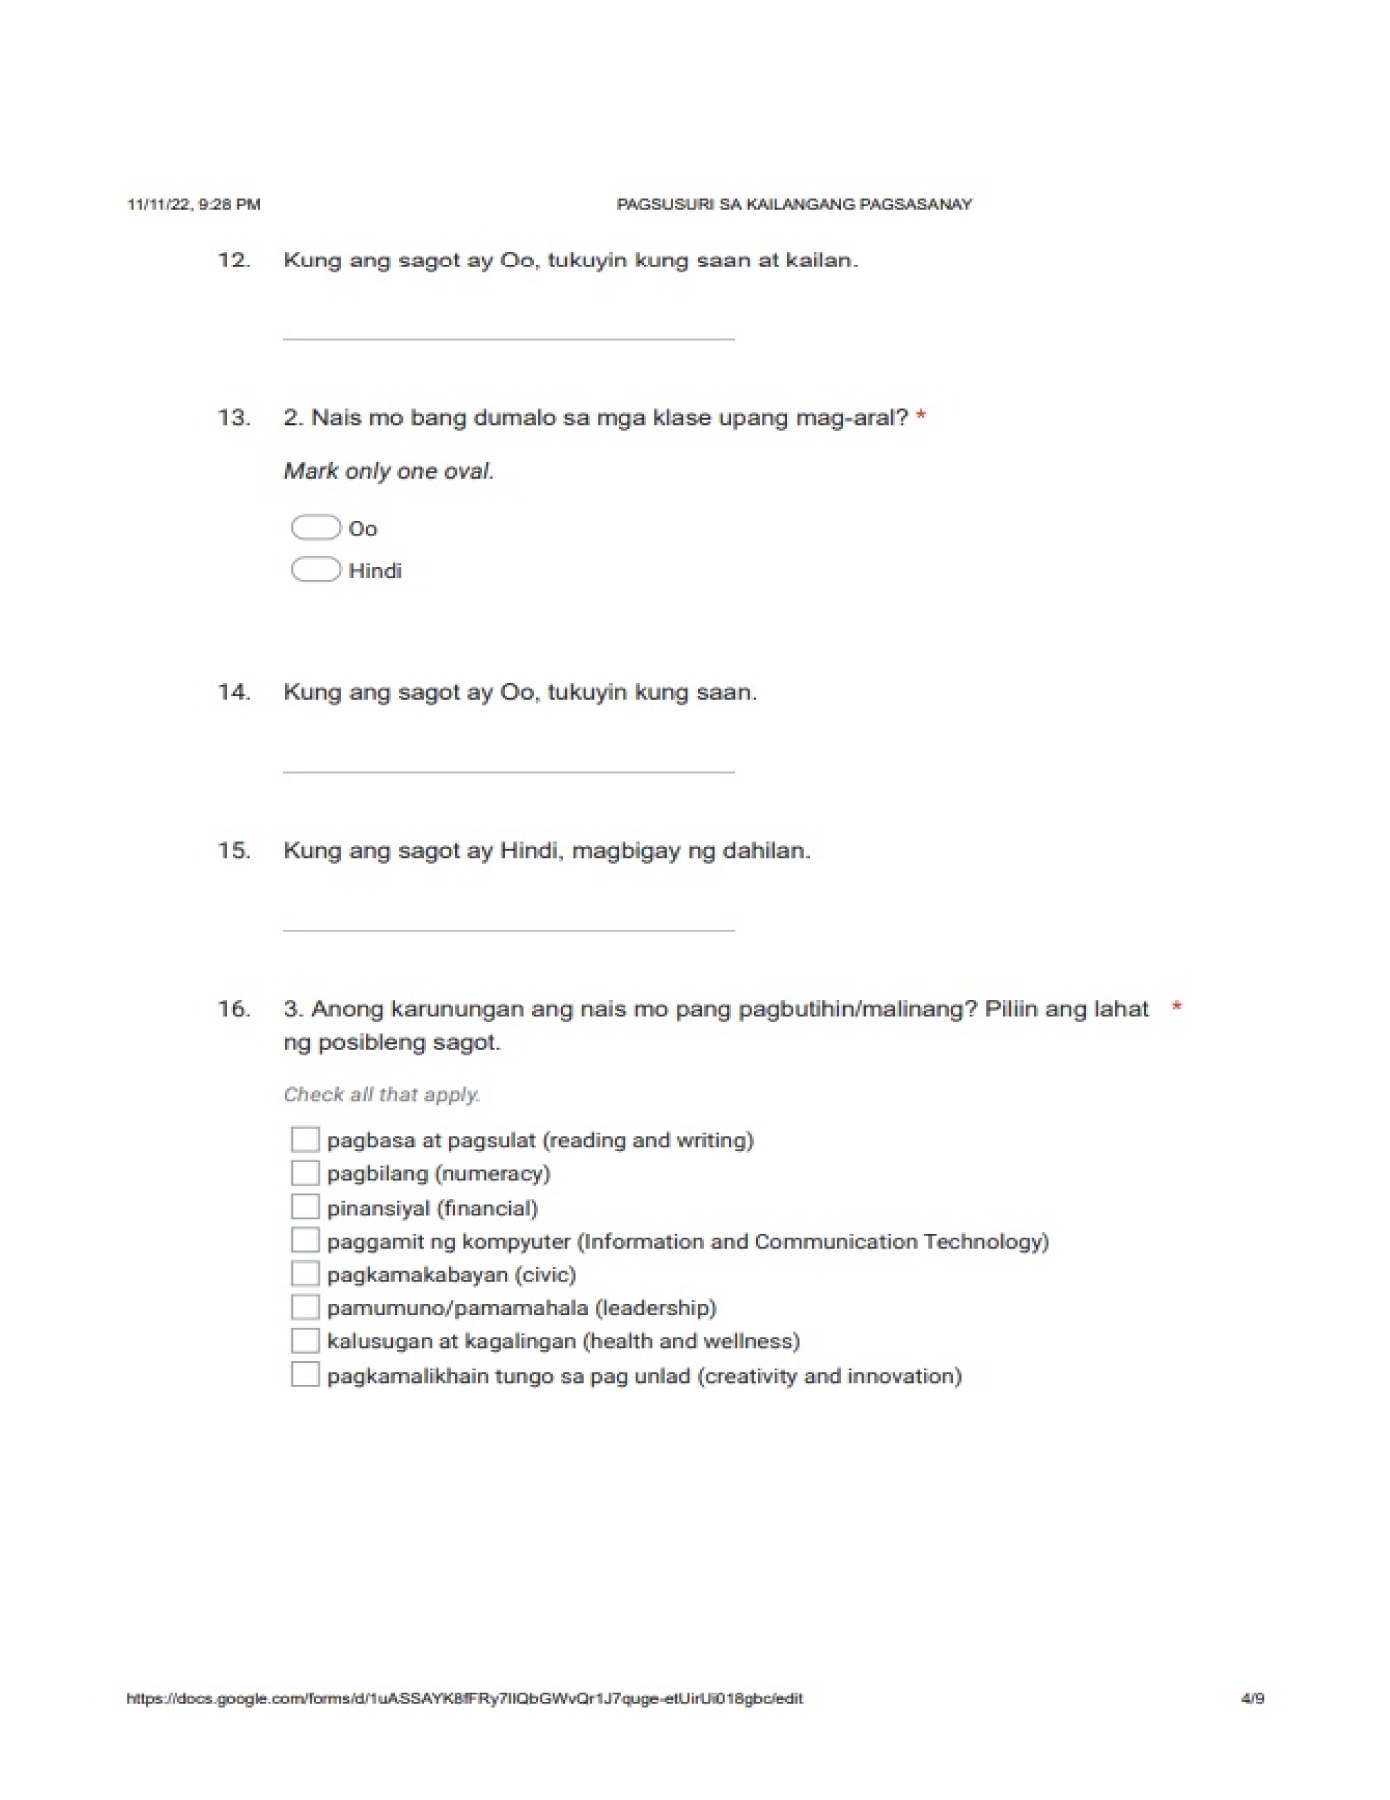 11/11/22, 9:28 PM PAGSUSURI SA KAILANGANG PAGSASANAY
12. Kung ang sagot ay Oo, tukuyin kung saan at kailan.
13. 2. Nais mo bang dumalo sa mga klase upang mag-aral? *
Mark only one oval.
Oo
Hindi
14. Kung ang sagot ay Oo, tukuyin kung saan.
15. Kung ang sagot ay Hindi, magbigay ng dahilan.
16. 3. Anong karunungan ang nais mo pang pagbutihin/malinang? Piliin ang lahat *
ng posibleng sagot.
Check all that apply.
pagbasa at pagsulat (reading and writing)
pagbilang (numeracy)
pinansiyal (financial)
paggamit ng kompyuter (Information and Communication Technology)
pagkamakabayan (civic)
pamumuno/pamamahala (leadership)
kalusugan at kagalingan (health and wellness)
pagkamalikhain tungo sa pag unlad (creativity and innovation)
https://docs.google.com/forms/d/1uASSAYK8fFRy7IIQbGWvQr1J7quge-etUirUi018gbc/edit 4/9